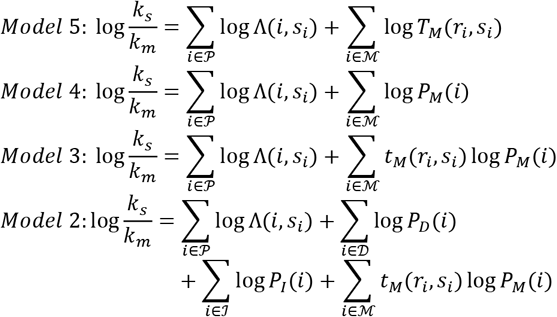 Model 5: log k_s/k_m = ∑_{i∈𝒫} log Λ(i, s_i) + ∑_{i∈ℳ} log T_M(r_i, s_i)
Model 4: log k_s/k_m = ∑_{i∈𝒫} log Λ(i, s_i) + ∑_{i∈ℳ} log P_M(i)
Model 3: log k_s/k_m = ∑_{i∈𝒫} log Λ(i, s_i) + ∑_{i∈ℳ} t_M(r_i, s_i) log P_M(i)
Model 2: log k_s/k_m = ∑_{i∈𝒫} log Λ(i, s_i) + ∑_{i∈𝒟} log P_D(i)
+ ∑_{i∈ℐ} log P_I(i) + ∑_{i∈ℳ} t_M(r_i, s_i) log P_M(i)